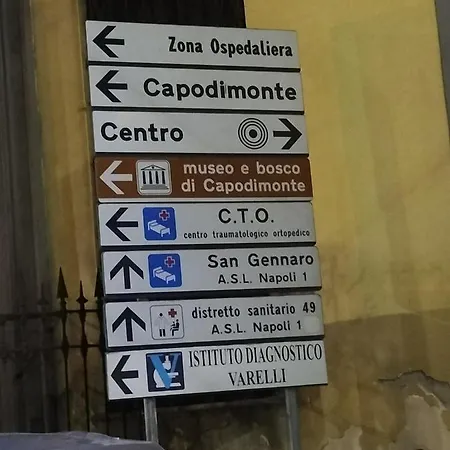 Zona Ospedaliera
Capodimonte
Centro
museo e bosco
di Capodimonte
C.T.O.
centro traumatologico ortopedico
San Gennaro
A.S.L. Napoli 1
distretto sanitario 49
A.S.L. Napoli 1
ISTITUTO DIAGNOSTICO
VARELLI